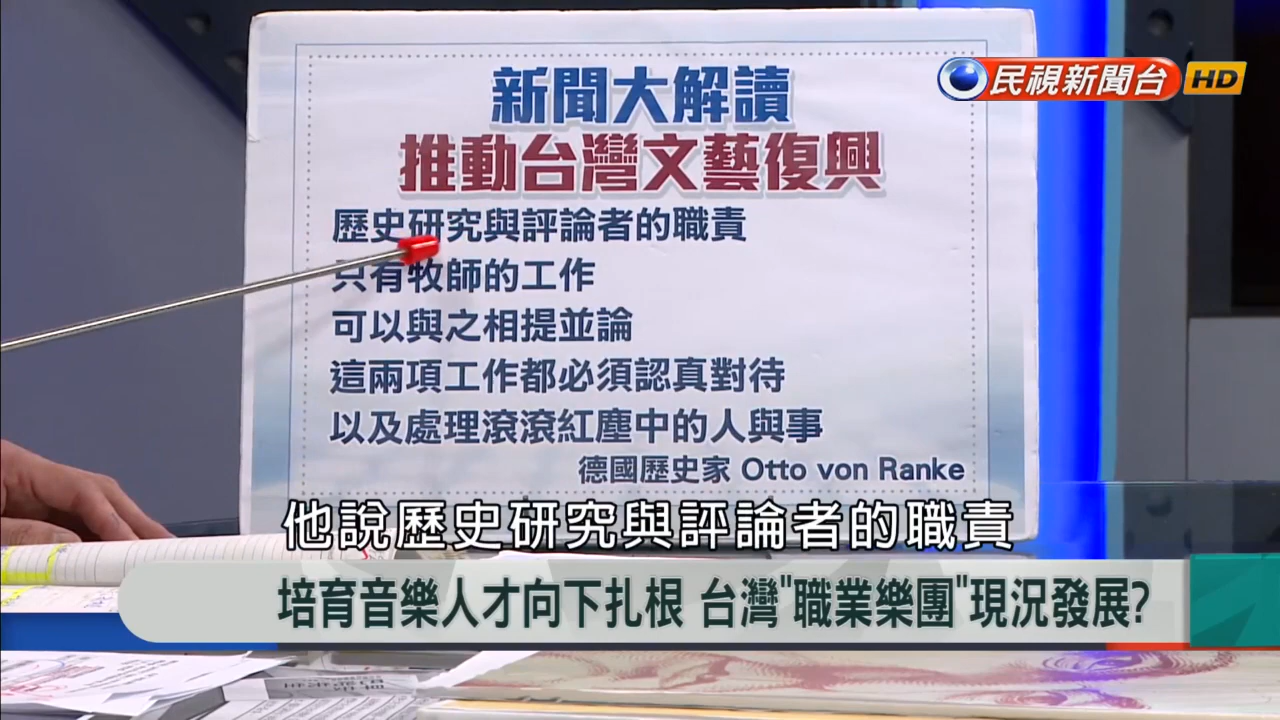 新聞大解讀
推動台灣文藝復興
歷史研究與評論者的職責
只有牧師的工作
可以與之相提並論
這兩項工作都必須認真對待
以及處理滾滾紅塵中的人與事
德國歷史家 Otto von Ranke
民視新聞台 HD
他說歷史研究與評論者的職責
培育音樂人才向下扎根 台灣"職業樂團"現況發展?